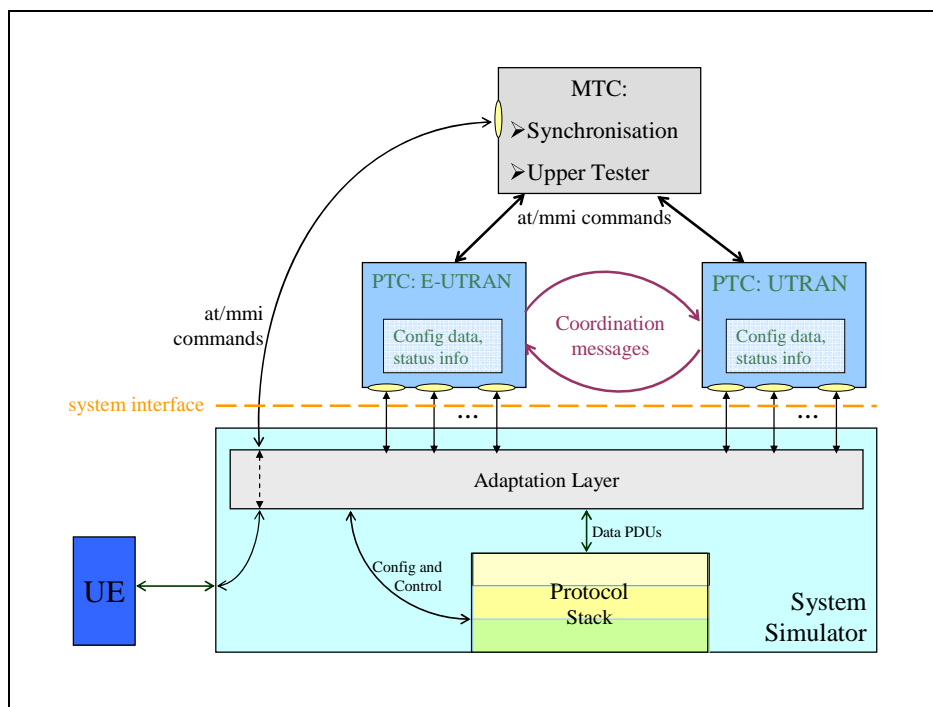 MTC:
➢Synchronisation
➢Upper Tester
at/mmi commands
PTC: E-UTRAN
PTC: UTRAN
at/mmi
commands
Config data,
status info
Coordination
messages
Config data,
status info
system interface
...
...
Adaptation Layer
Data PDUs
Config and
Control
UE
Protocol
Stack
System
Simulator